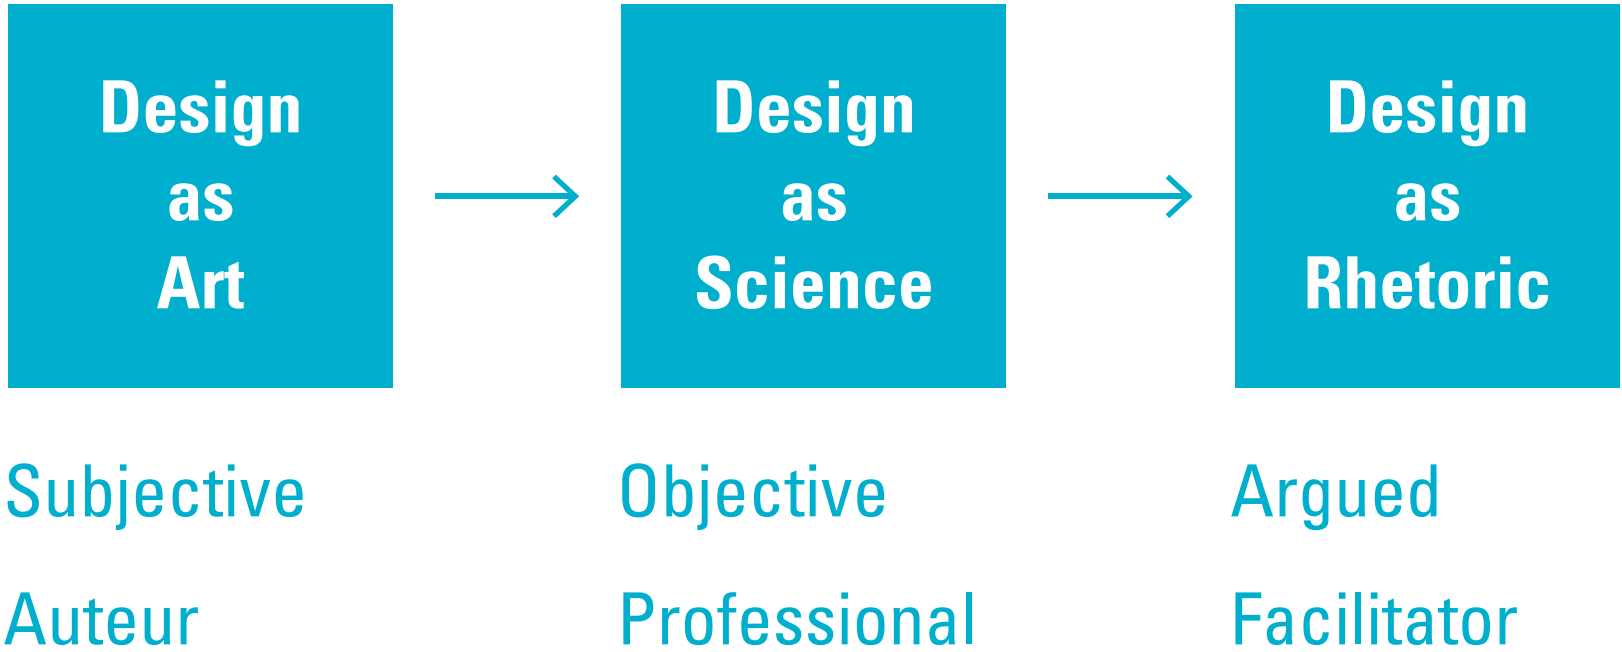 Design
as
Art
Design
as
Science
Design
as
Rhetoric
Subjective
Objective
Argued
Auteur
Professional
Facilitator